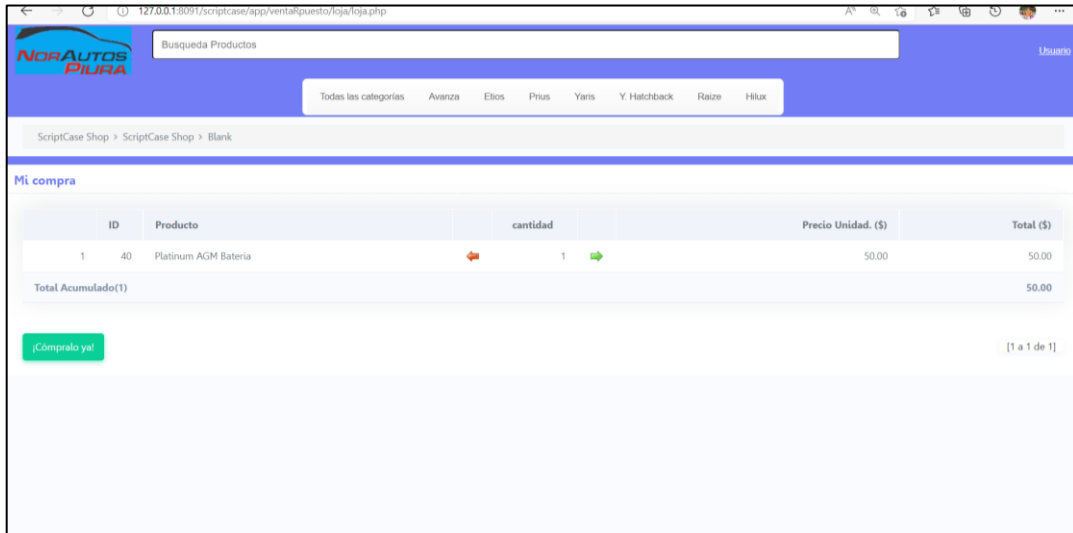 127.0.0.1:8091/scriptcase/app/ventaRpuesto/loja/loja.php
NORAUTOS
PIURA
Busqueda Productos
Usuario
Todas las categorías Avanza Etios Prius Yaris Y. Hatchback Raize Hilux
ScriptCase Shop > ScriptCase Shop > Blank
Mi compra
ID Producto cantidad Precio Unidad. ($) Total ($)
1 40 Platinum AGM Bateria 1 50.00 50.00
Total Acumulado(1) 50.00
¡Cómpralo ya! [1 a 1 de 1]